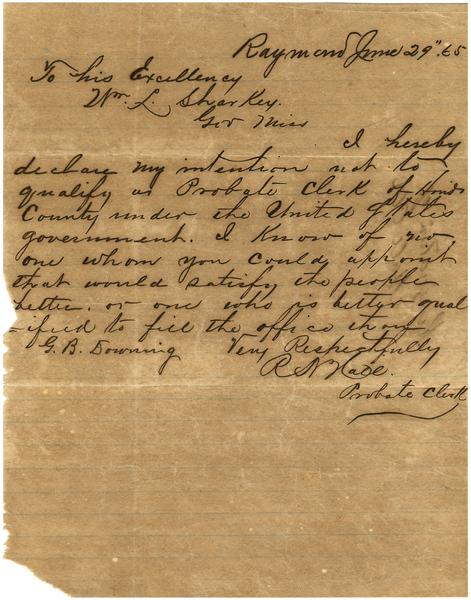 Raymond June 29" 65
To his Excellency
Wm. L. Sharkey.
Gov Miss
I hereby
declare my intention not to
qualify as Probate Clerk of Hinds
County under the United States
government. I know of no
one whom you could appoint
that would satisfy the people
better. or one who is better qual
-ified to fill the office than
G. B. Downing Very Respectfully
R N
Probate Clerk